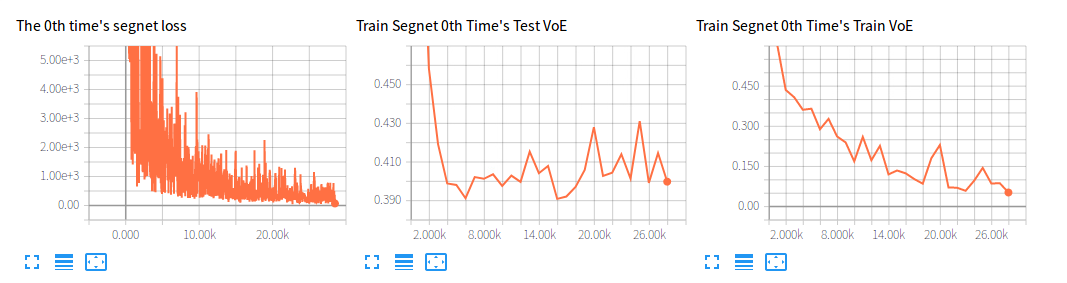 The 0th time's segnet loss
5.00e+3
4.00e+3
3.00e+3
2.00e+3
1.00e+3
0.00
0.000 10.00k 20.00k
Train Segnet 0th Time's Test VoE
0.450
0.430
0.410
0.390
2.000k 8.000k 14.00k 20.00k 26.00k
Train Segnet 0th Time's Train VoE
0.450
0.300
0.150
0.00
2.000k 8.000k 14.00k 20.00k 26.00k